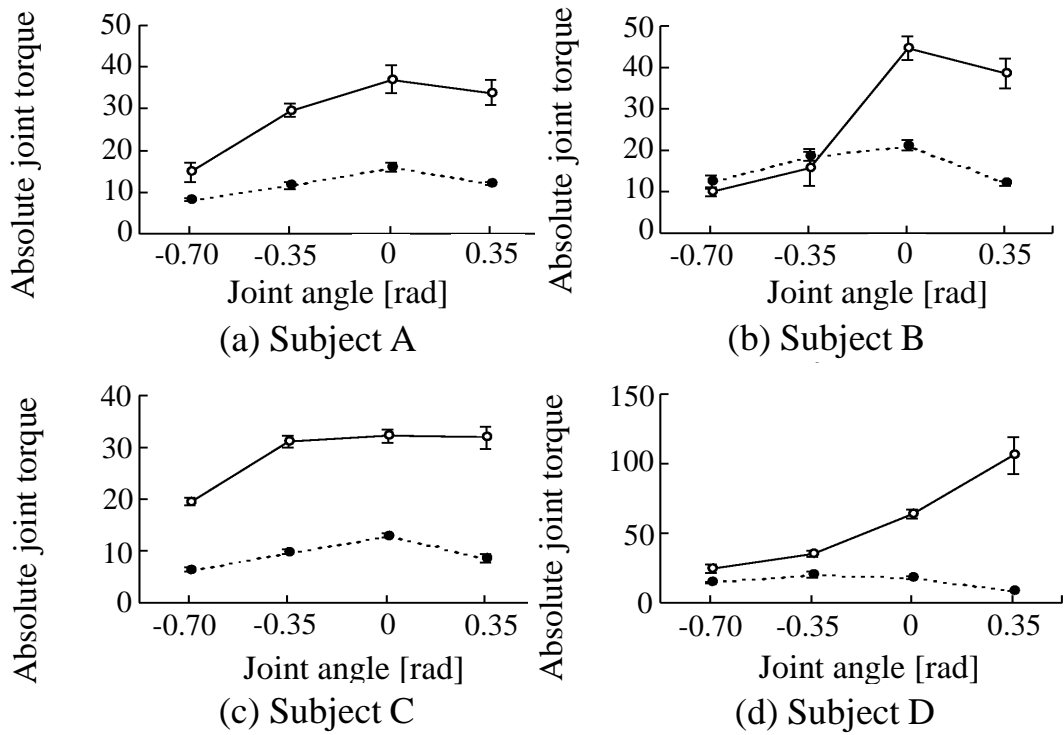 Absolute joint torque
50
40
30
20
10
0
-0.70 -0.35 0 0.35
Joint angle [rad]
(a) Subject A
Absolute joint torque
50
40
30
20
10
0
-0.70 -0.35 0 0.35
Joint angle [rad]
(b) Subject B
Absolute joint torque
40
30
20
10
0
-0.70 -0.35 0 0.35
Joint angle [rad]
(c) Subject C
Absolute joint torque
150
100
50
0
-0.70 -0.35 0 0.35
Joint angle [rad]
(d) Subject D